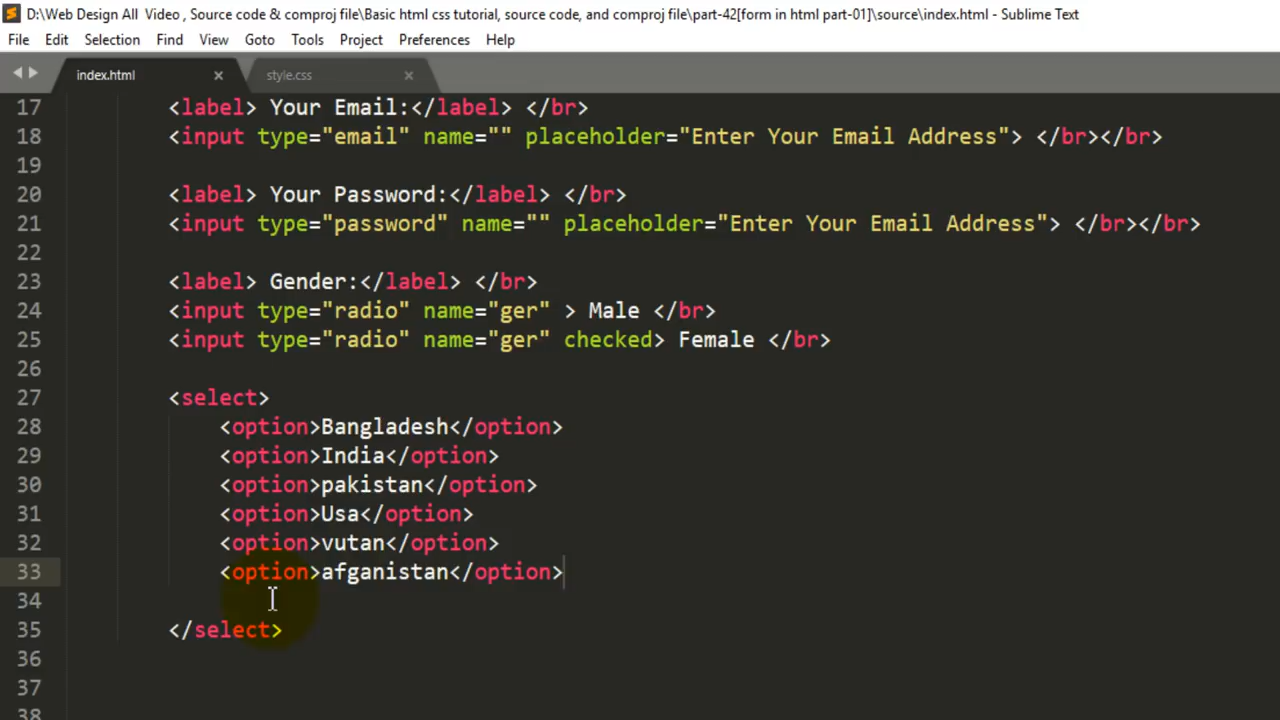 D:\Web Design All  Video , Source code & comproj file\Basic html css tutorial, source code, and comproj file\part-42[form in html part-01]\source\index.html - Sublime Text
File Edit Selection Find View Goto Tools Project Preferences Help
index.html × style.css ×
17 <label> Your Email:</label> </br>
18 <input type="email" name="" placeholder="Enter Your Email Address"> </br></br>
19
20 <label> Your Password:</label> </br>
21 <input type="password" name="" placeholder="Enter Your Email Address"> </br></br>
22
23 <label> Gender:</label> </br>
24 <input type="radio" name="ger" > Male </br>
25 <input type="radio" name="ger" checked> Female </br>
26
27 <select>
28 <option>Bangladesh</option>
29 <option>India</option>
30 <option>pakistan</option>
31 <option>Usa</option>
32 <option>vutan</option>
33 <option>afganistan</option>
34
35 </select>
36
37
38